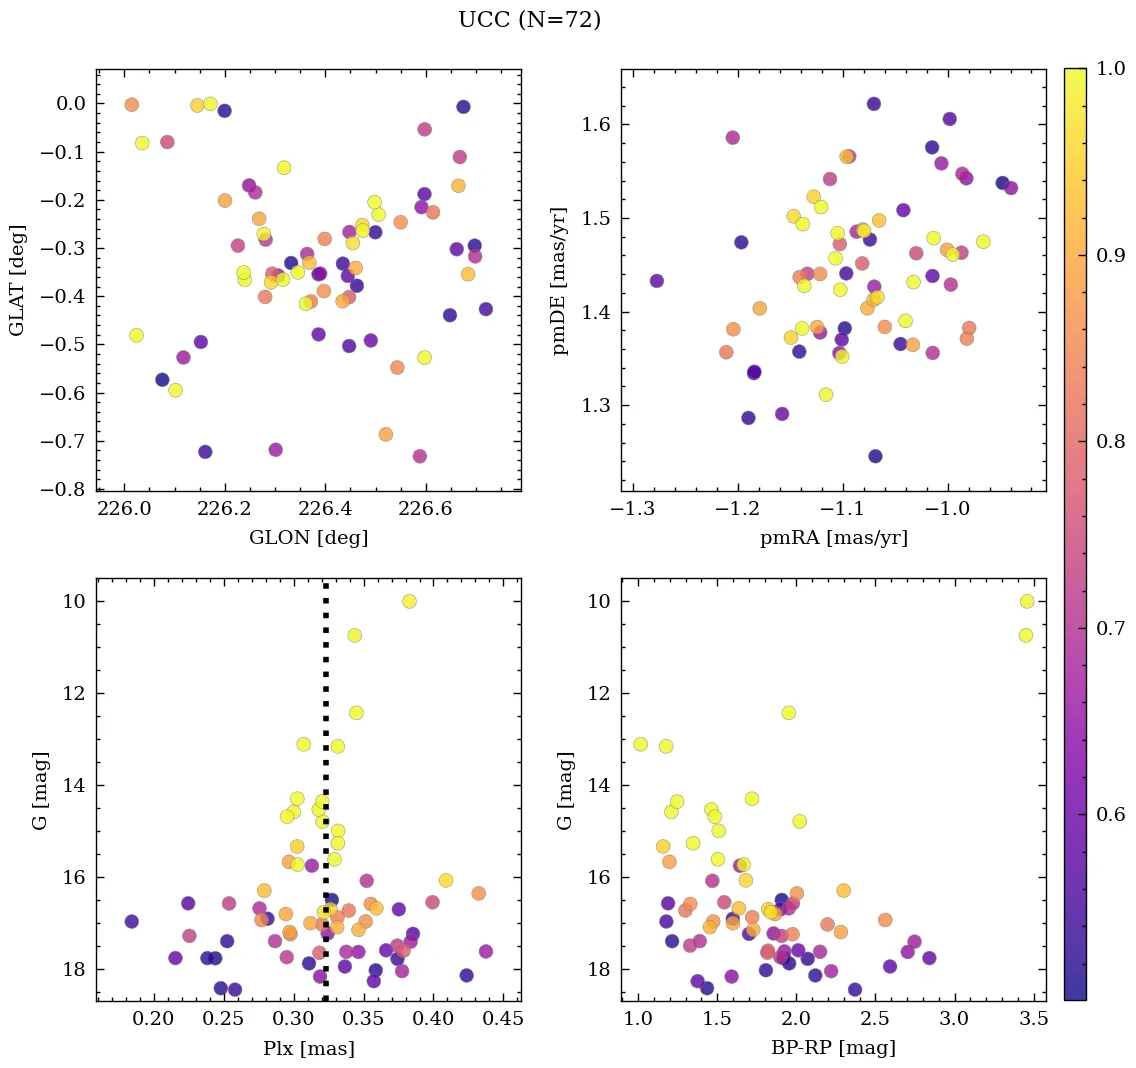 UCC (N=72)
0.0
−0.1
−0.2
−0.3
−0.4
−0.5
−0.6
−0.7
−0.8
GLAT [deg]
226.0 226.2 226.4 226.6
GLON [deg]
1.6
1.5
1.4
1.3
pmDE [mas/yr]
−1.3 −1.2 −1.1 −1.0
pmRA [mas/yr]
10
12
14
16
18
G [mag]
0.20 0.25 0.30 0.35 0.40 0.45
Plx [mas]
10
12
14
16
18
G [mag]
1.0 1.5 2.0 2.5 3.0 3.5
BP-RP [mag]
1.0
0.9
0.8
0.7
0.6